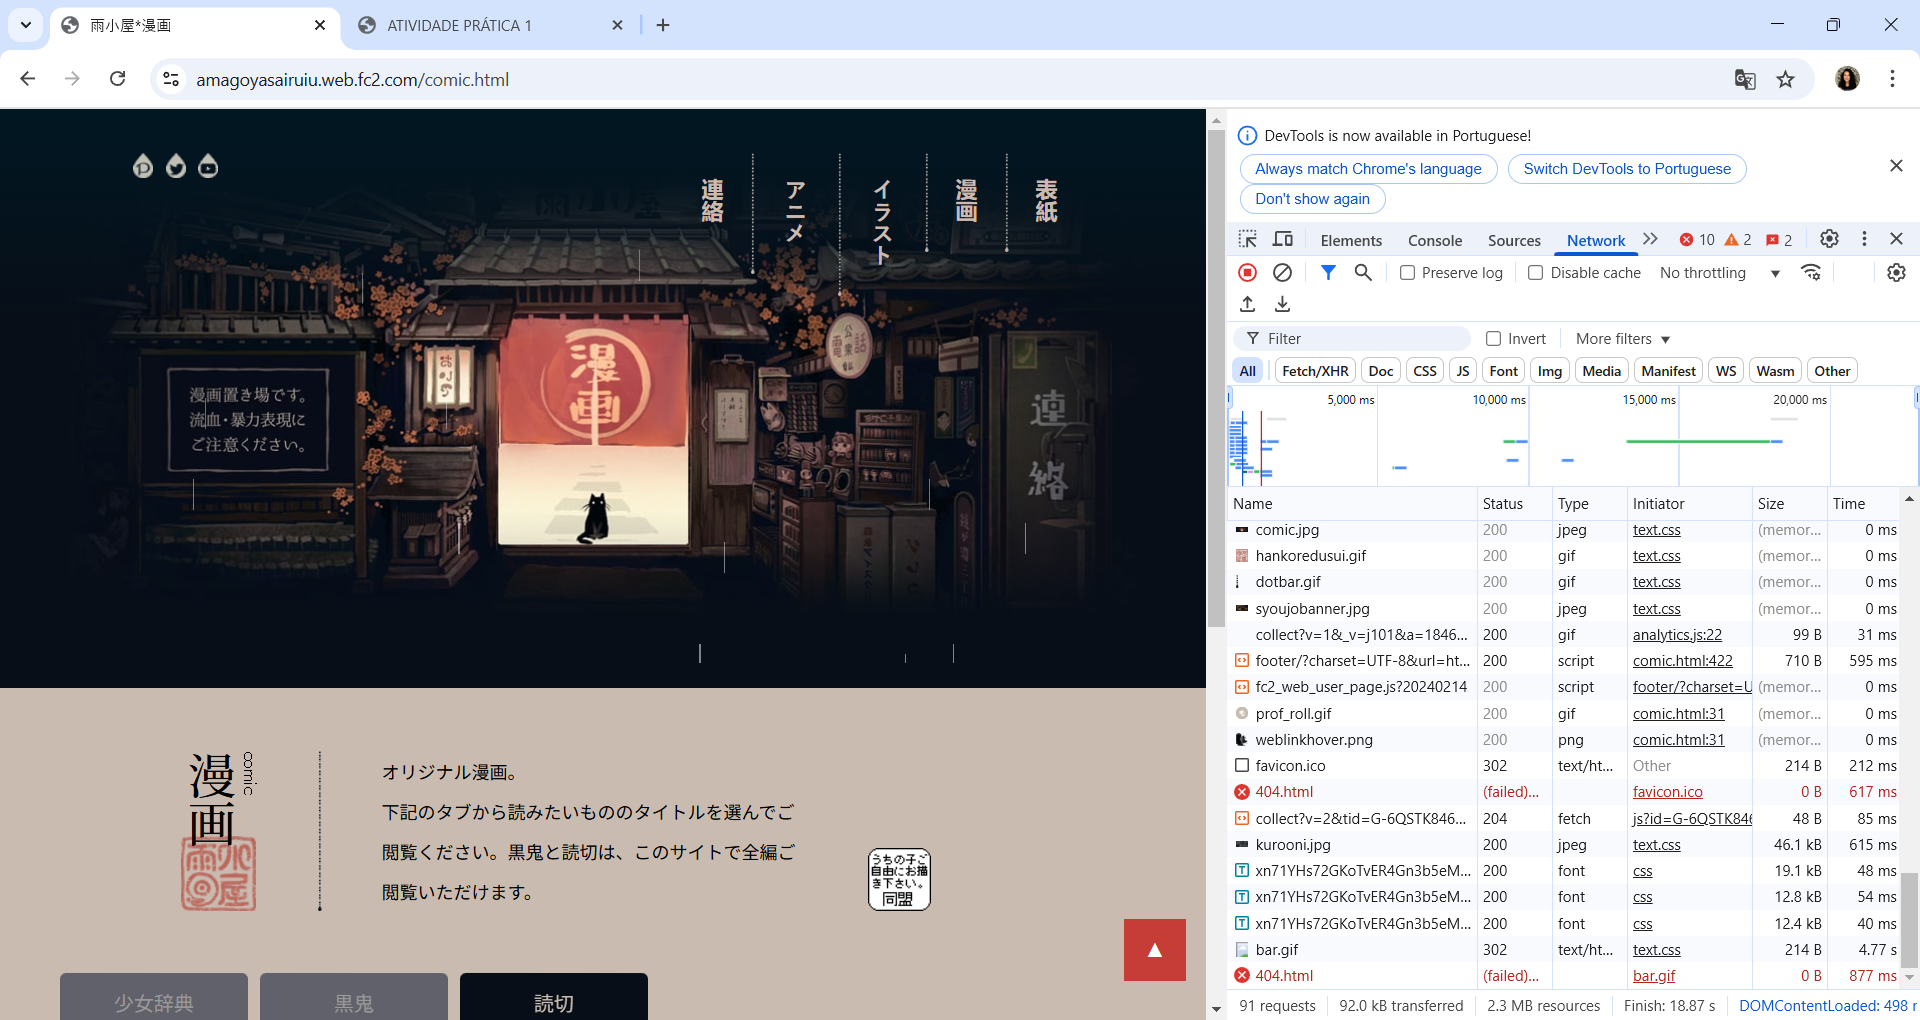 雨小屋*漫画
ATIVIDADE PRÁTICA 1
amagoyasairuiu.web.fc2.com/comic.html
表紙
漫画
イラスト
アニメ
連絡
漫画置き場です。
流血・暴力表現に
ご注意ください。
漫画
公衆電話
連絡
漫画
comic
雨小屋
オリジナル漫画。
下記のタブから読みたいもののタイトルを選んでご
閲覧ください。黒鬼と読切は、このサイトで全編ご
閲覧いただけます。
うちの子ご
自由にお描
き下さい。
同盟
▲
少女辞典
黒鬼
読切
DevTools is now available in Portuguese!
Always match Chrome's language
Switch DevTools to Portuguese
Don't show again
Elements Console Sources Network 10 2 2
Preserve log Disable cache No throttling
Filter Invert More filters
All Fetch/XHR Doc CSS JS Font Img Media Manifest WS Wasm Other
5,000 ms 10,000 ms 15,000 ms 20,000 ms
Name Status Type Initiator Size Time
comic.jpg 200 jpeg text.css (memor... 0 ms
hankoredusui.gif 200 gif text.css (memor... 0 ms
dotbar.gif 200 gif text.css (memor... 0 ms
syoujobanner.jpg 200 jpeg text.css (memor... 0 ms
collect?v=1&_v=j101&a=1846... 200 gif analytics.js:22 99 B 31 ms
footer/?charset=UTF-8&url=ht... 200 script comic.html:422 710 B 595 ms
fc2_web_user_page.js?20240214 200 script footer/?charset=U (memor... 0 ms
prof_roll.gif 200 gif comic.html:31 (memor... 0 ms
weblinkhover.png 200 png comic.html:31 (memor... 0 ms
favicon.ico 302 text/ht... Other 214 B 212 ms
404.html (failed)... favicon.ico 0 B 617 ms
collect?v=2&tid=G-6QSTK846... 204 fetch js?id=G-6QSTK846 48 B 85 ms
kurooni.jpg 200 jpeg text.css 46.1 kB 615 ms
xn71YHs72GKoTvER4Gn3b5eM... 200 font css 19.1 kB 48 ms
xn71YHs72GKoTvER4Gn3b5eM... 200 font css 12.8 kB 54 ms
xn71YHs72GKoTvER4Gn3b5eM... 200 font css 12.4 kB 40 ms
bar.gif 302 text/ht... text.css 214 B 4.77 s
404.html (failed)... bar.gif 0 B 877 ms
91 requests 92.0 kB transferred 2.3 MB resources Finish: 18.87 s DOMContentLoaded: 498